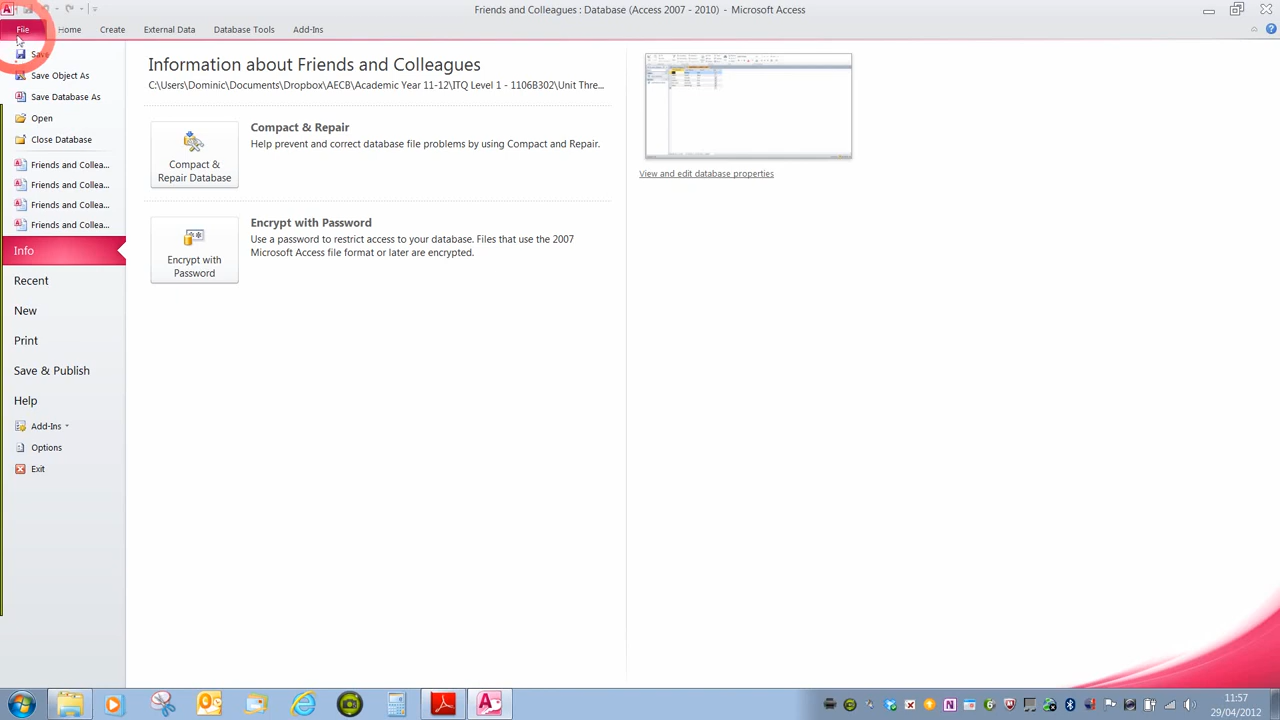 Friends and Colleagues : Database (Access 2007 - 2010) - Microsoft Access
File Home Create External Data Database Tools Add-Ins
Save
Save Object As
Save Database As
Open
Close Database
Friends and Collea...
Friends and Collea...
Friends and Collea...
Friends and Collea...
Info
Recent
New
Print
Save & Publish
Help
Add-Ins
Options
Exit
Information about Friends and Colleagues
C:\Users\Dominic\Documents\Dropbox\AECB\Academic Year 11-12\ITQ Level 1 - 1106B302\Unit Thre...
Compact &
Repair Database
Compact & Repair
Help prevent and correct database file problems by using Compact and Repair.
Encrypt with
Password
Encrypt with Password
Use a password to restrict access to your database. Files that use the 2007
Microsoft Access file format or later are encrypted.
View and edit database properties
11:57
29/04/2012